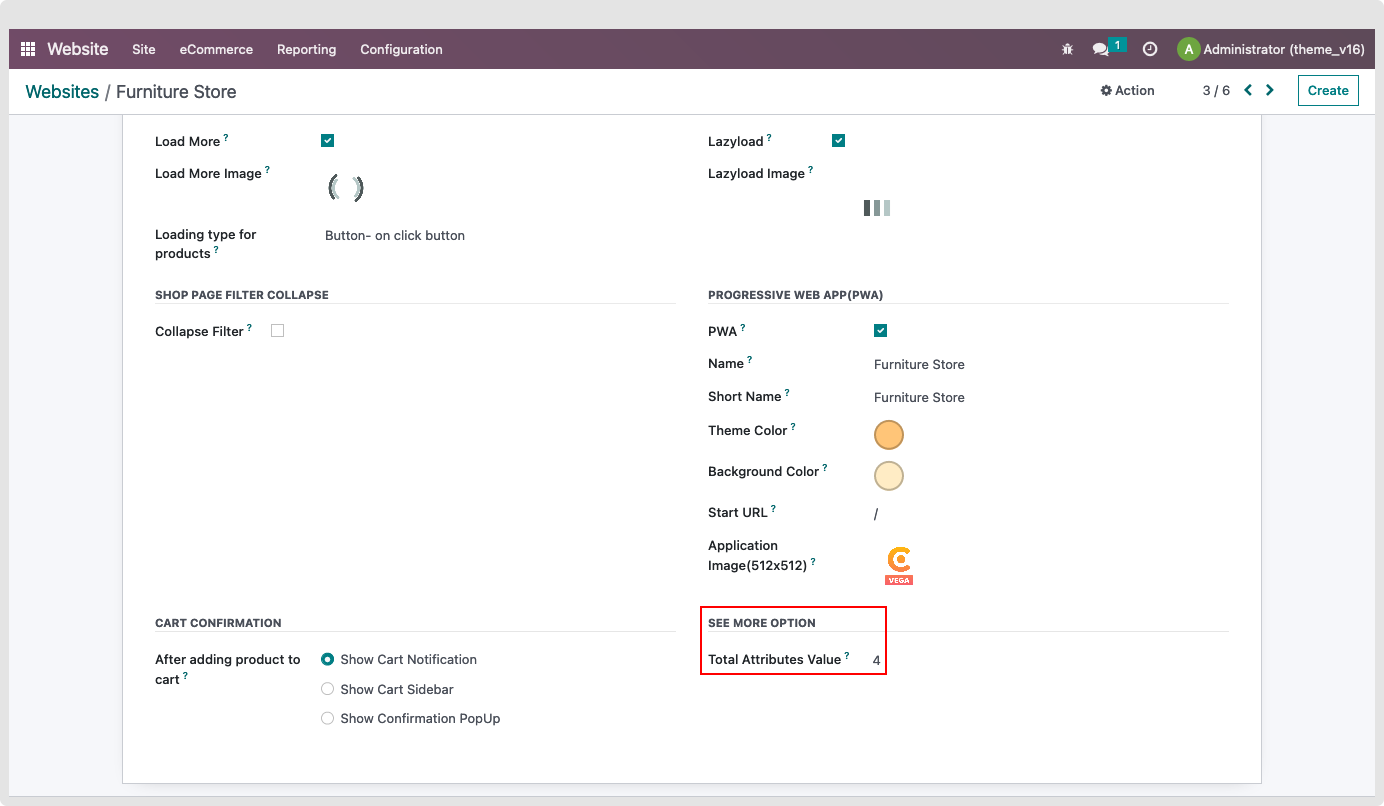 Website Site eCommerce Reporting Configuration 1 A Administrator (theme_v16)
Websites / Furniture Store Action 3 / 6 Create
Load More ? Lazyload ?
Load More Image ? Lazyload Image ?
Loading type for
products ? Button- on click button
SHOP PAGE FILTER COLLAPSE PROGRESSIVE WEB APP(PWA)
Collapse Filter ? PWA ?
Name ? Furniture Store
Short Name ? Furniture Store
Theme Color ?
Background Color ?
Start URL ? /
Application
Image(512x512) ?
VEGA
CART CONFIRMATION SEE MORE OPTION
After adding product to
cart ? Show Cart Notification Total Attributes Value ? 4
Show Cart Sidebar
Show Confirmation PopUp